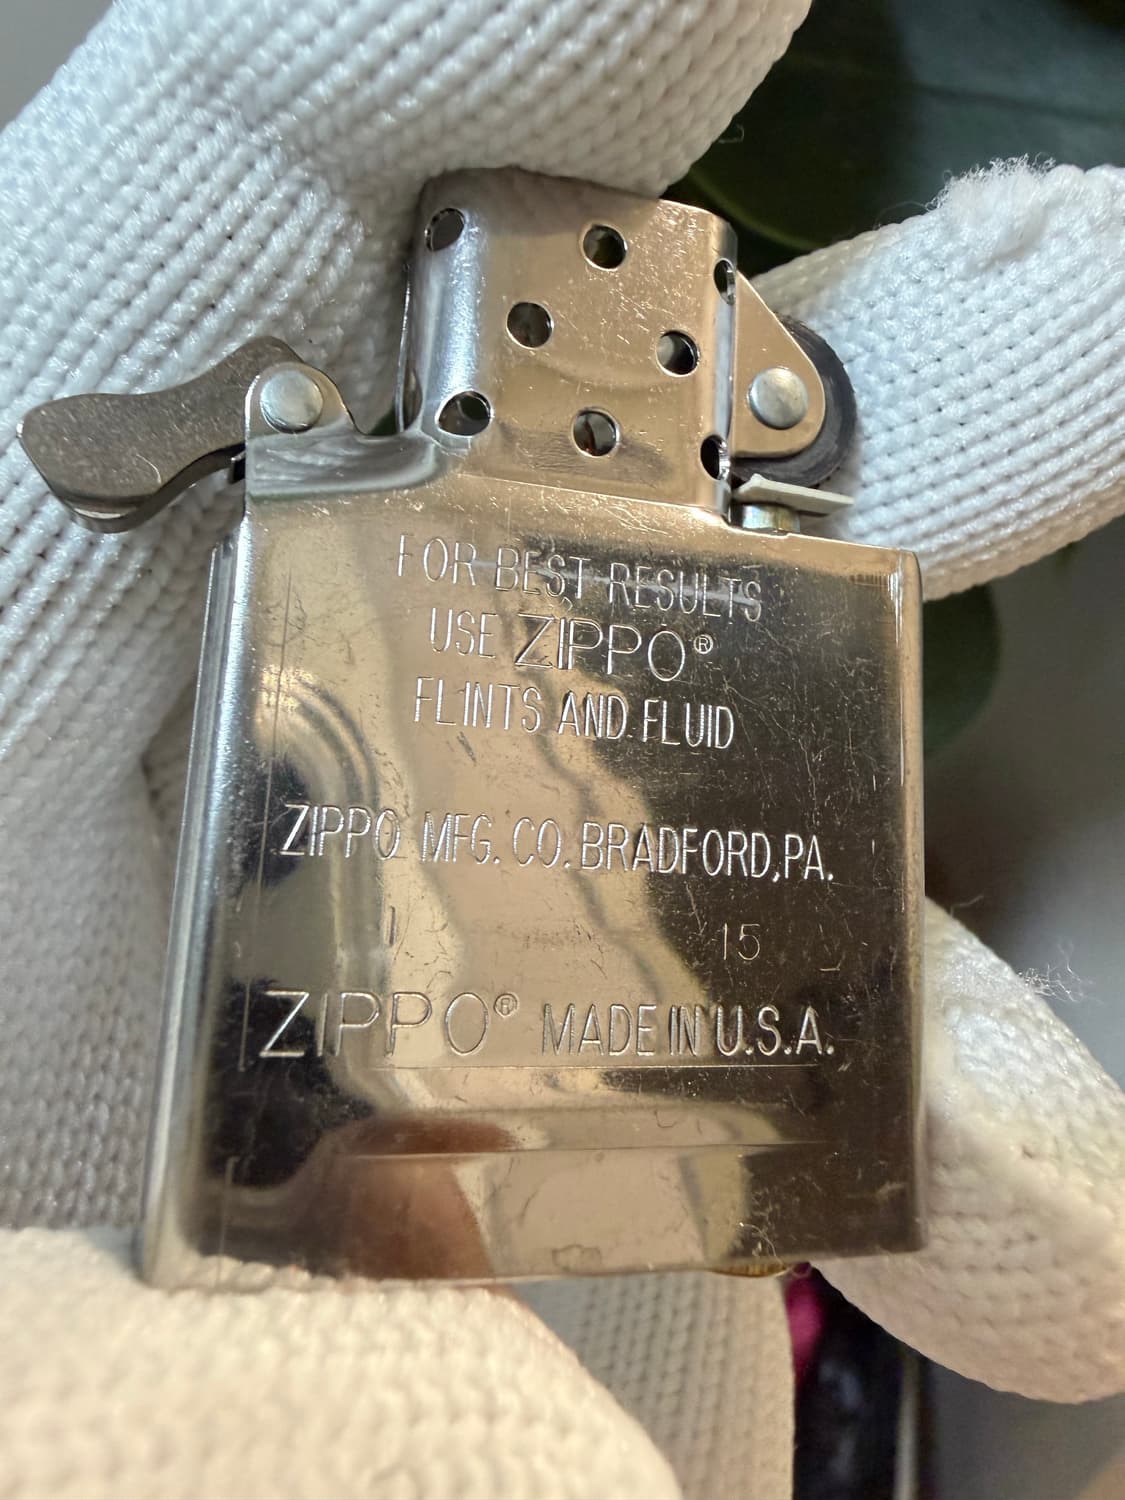 FOR BEST RESULTS
USE ZIPPO®
FLINTS AND FLUID
ZIPPO MFG. CO. BRADFORD, PA.
I 15
ZIPPO® MADE IN U.S.A.